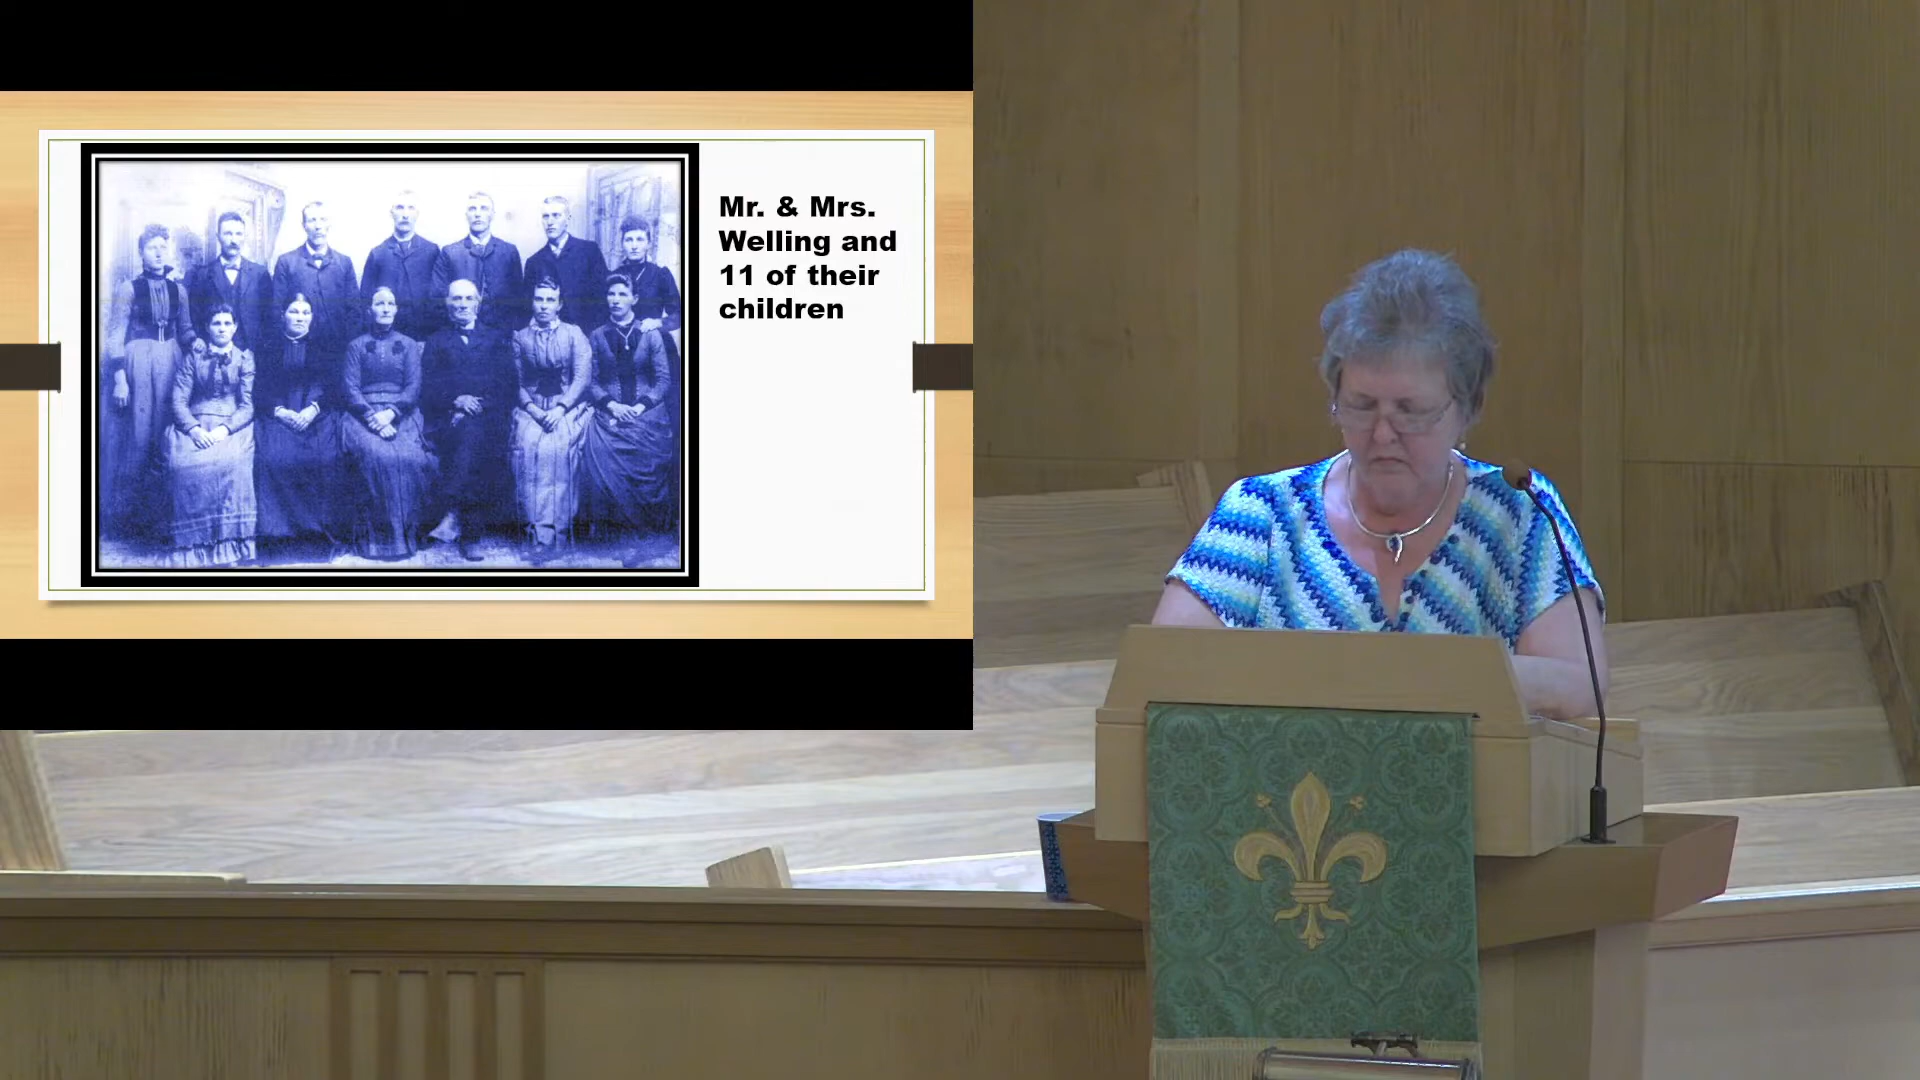 Mr. & Mrs.
Welling and
11 of their
children